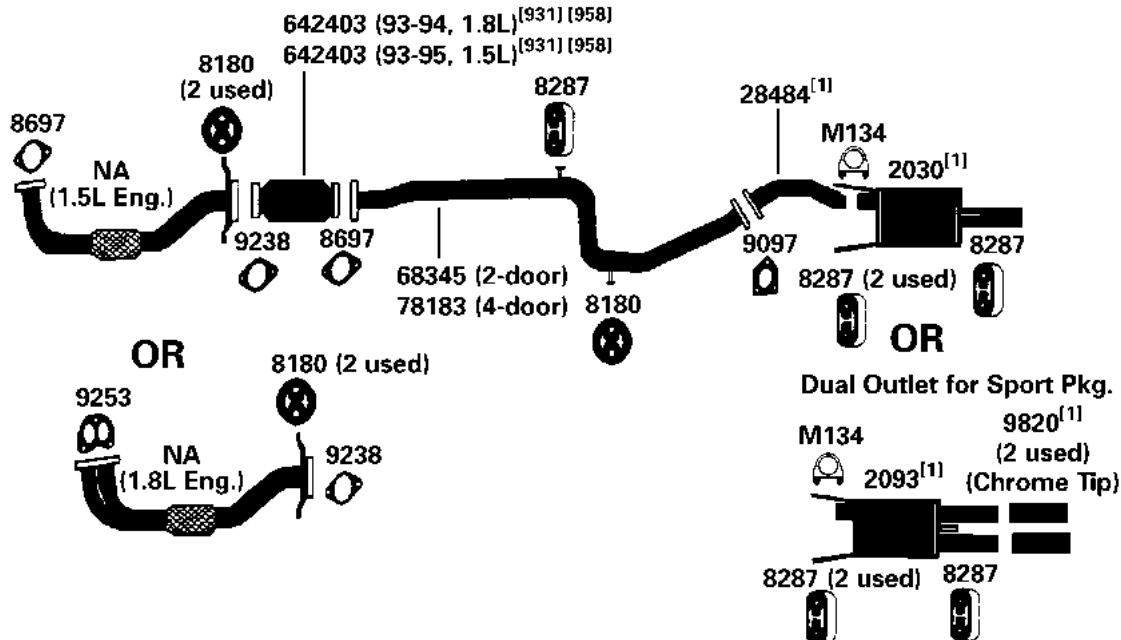 642403 (93-94, 1.8L)[931] [958]
642403 (93-95, 1.5L)[931] [958]
8180
(2 used)
8287
28484[1]
8697
M134
NA
(1.5L Eng.)
2030[1]
9238
8697
9097
8287
68345 (2-door)
78183 (4-door)
8180
8287 (2 used)
OR
OR
8180 (2 used)
Dual Outlet for Sport Pkg.
9253
9820[1]
(2 used)
(Chrome Tip)
M134
NA
(1.8L Eng.)
9238
2093[1]
8287 (2 used)
8287